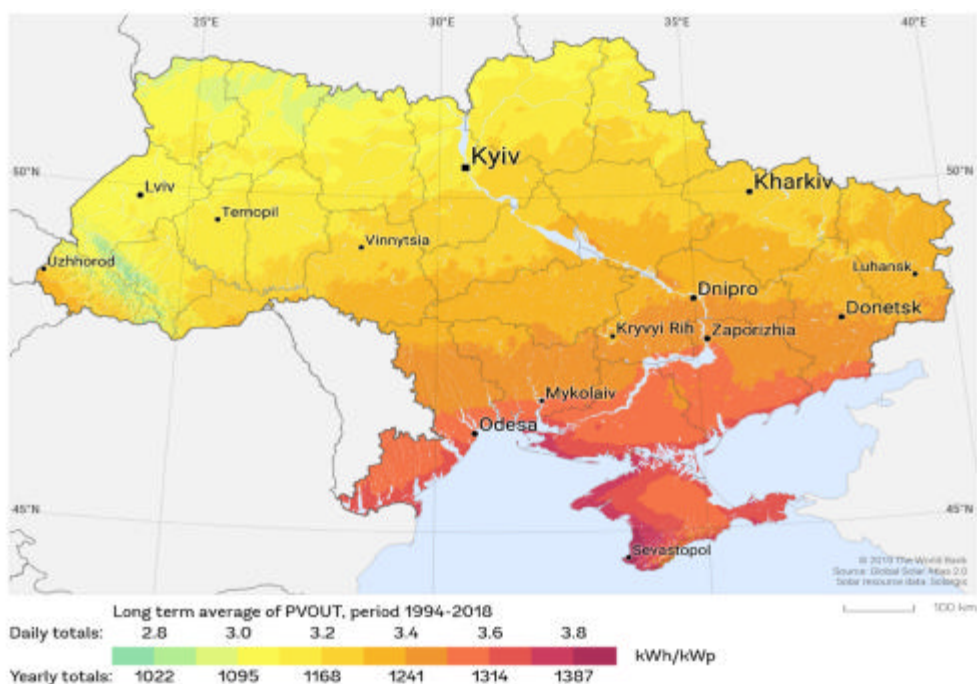 25°E 30°E 35°E 40°E
Kyiv
50°N 50°N
Lviv
Kharkiv
Ternopil
Vinnytsia
Uzhhorod
Luhansk
Dnipro
Donetsk
Kryvyi Rih
Zaporizhia
Mykolaiv
Odesa
45°N 45°N
Sevastopol
© 2019 The World Bank
Source: Global Solar Atlas 2.0
Solar resource data: Solargis
100 km
Long term average of PVOUT, period 1994-2018
Daily totals: 2.8 3.0 3.2 3.4 3.6 3.8
kWh/kWp
Yearly totals: 1022 1095 1168 1241 1314 1387